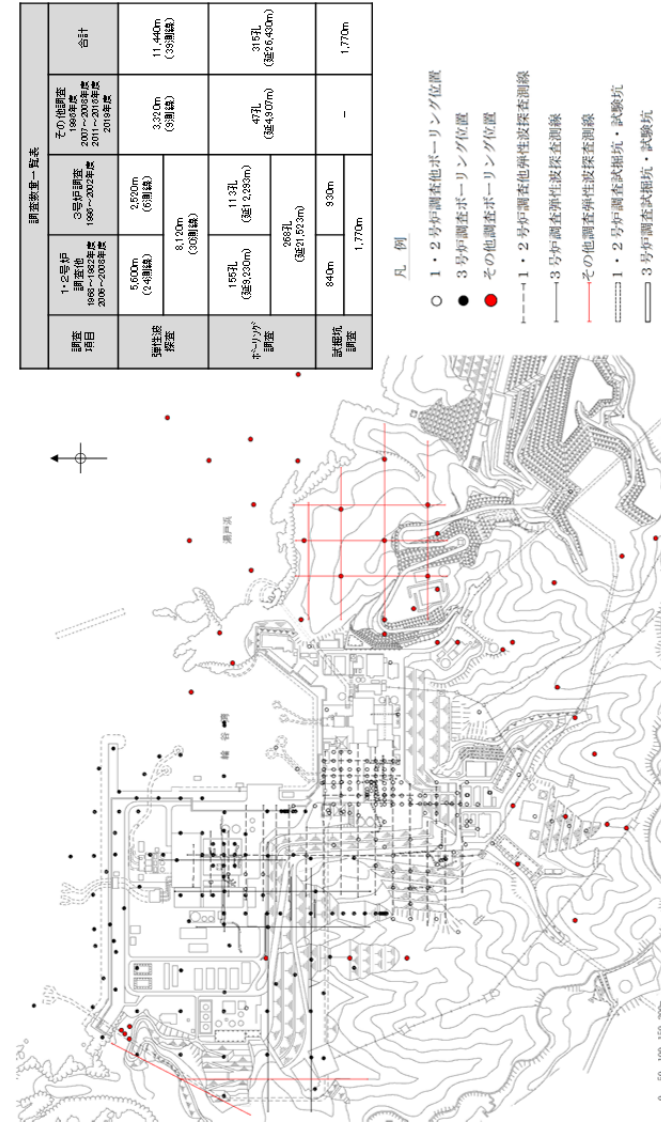 調査数量一覧表
調査
項目
1・2号炉
調査他
1966～1982年度
2006～2008年度
3号炉調査
1995～2002年度
その他調査
1996年度
2007～2008年度
2011～2016年度
2019年度
合計
弾性波
探査
5,600m
(24測線)
2,520m
(6測線)
8,120m
(30測線)
3,320m
(9測線)
11,440m
(39測線)
ボーリング
調査
155孔
(延9,230m)
113孔
(延12,293m)
268孔
(延21,523m)
47孔
(延4,907m)
315孔
(延26,430m)
試掘坑
調査
840m
930m
1,770m
－
1,770m
凡 例
1・2号炉調査他ボーリング位置
3号炉調査ボーリング位置
その他調査ボーリング位置
1・2号炉調査他弾性波探査測線
3号炉調査弾性波探査測線
その他調査弾性波探査測線
1・2号炉調査試掘坑・試験坑
3号炉調査試掘坑・試験坑
輪谷湾
0 50 100 150 200